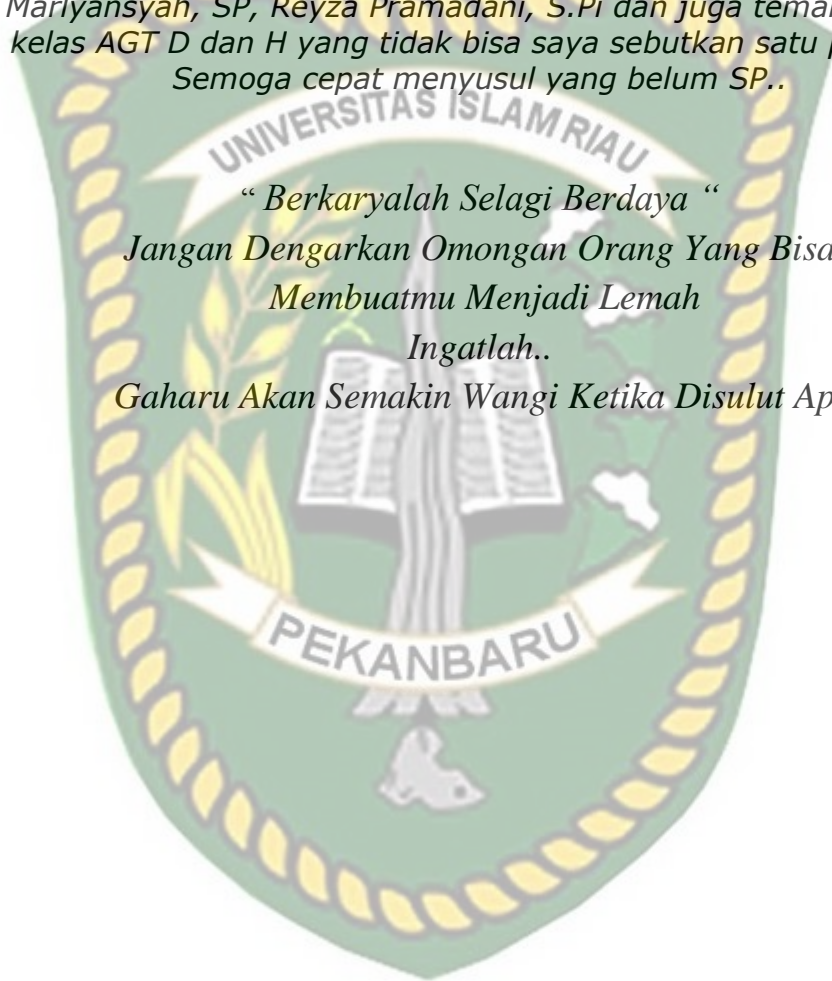 Mariyansyah, SP, Reyza Pramadani, S.Pi dan juga
kelas AGT D dan H yang tidak bisa saya sebutkan satu
Semoga cepat menyusul yang belum SP..
UNIVERSITAS ISLAM RIAU
“ Berkaryalah Selagi Berdaya “
Jangan Dengarkan Omongan Orang Yang Bisa
Membuatmu Menjadi Lemah
Ingatlah..
Gaharu Akan Semakin Wangi Ketika Disulut
PEKANBARU